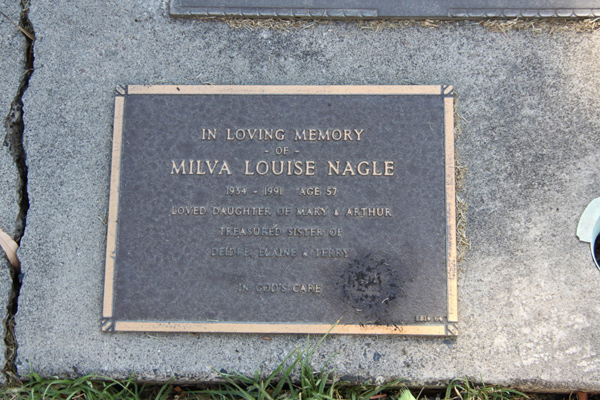 IN LOVING MEMORY
- OF -
MILVA LOUISE NAGLE
1934 - 1991 AGE 57
LOVED DAUGHTER OF MARY & ARTHUR
TREASURED SISTER OF
DEIDRE, ELAINE & TERRY
IN GOD'S CARE